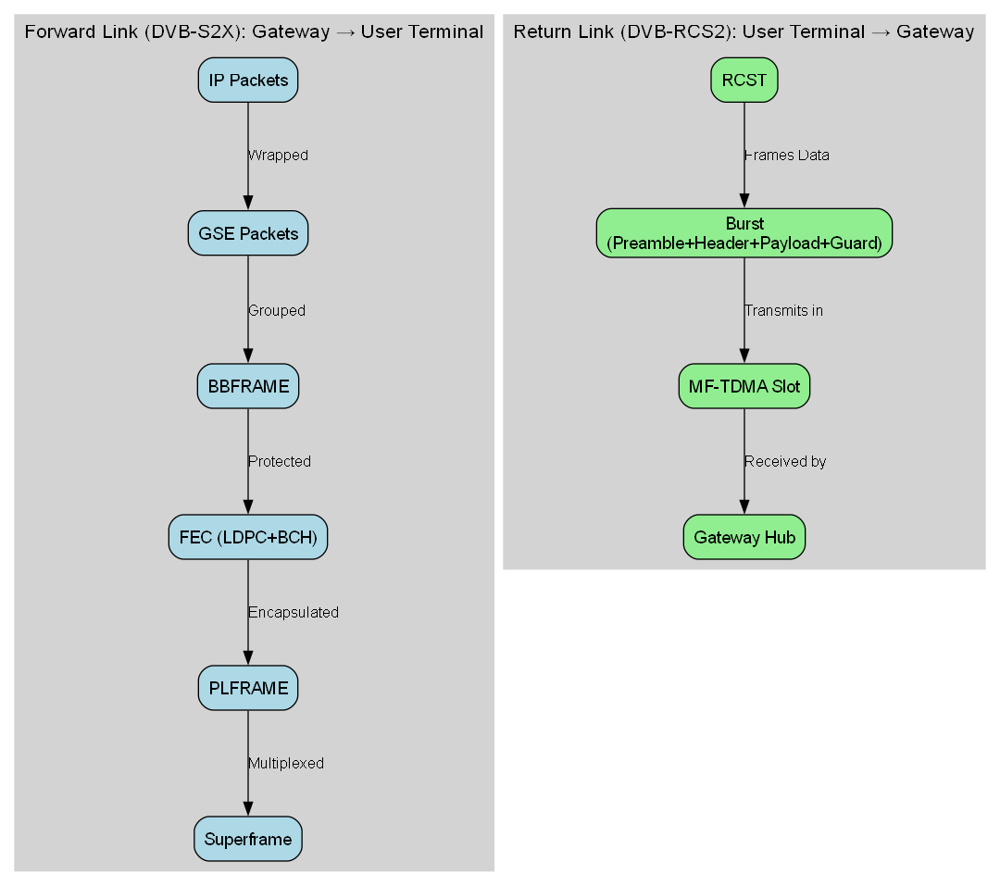 Forward Link (DVB-S2X): Gateway → User Terminal
IP Packets
Wrapped
GSE Packets
Grouped
BBFRAME
Protected
FEC (LDPC+BCH)
Encapsulated
PLFRAME
Multiplexed
Superframe
Return Link (DVB-RCS2): User Terminal → Gateway
RCST
Frames Data
Burst
(Preamble+Header+Payload+Guard)
Transmits in
MF-TDMA Slot
Received by
Gateway Hub